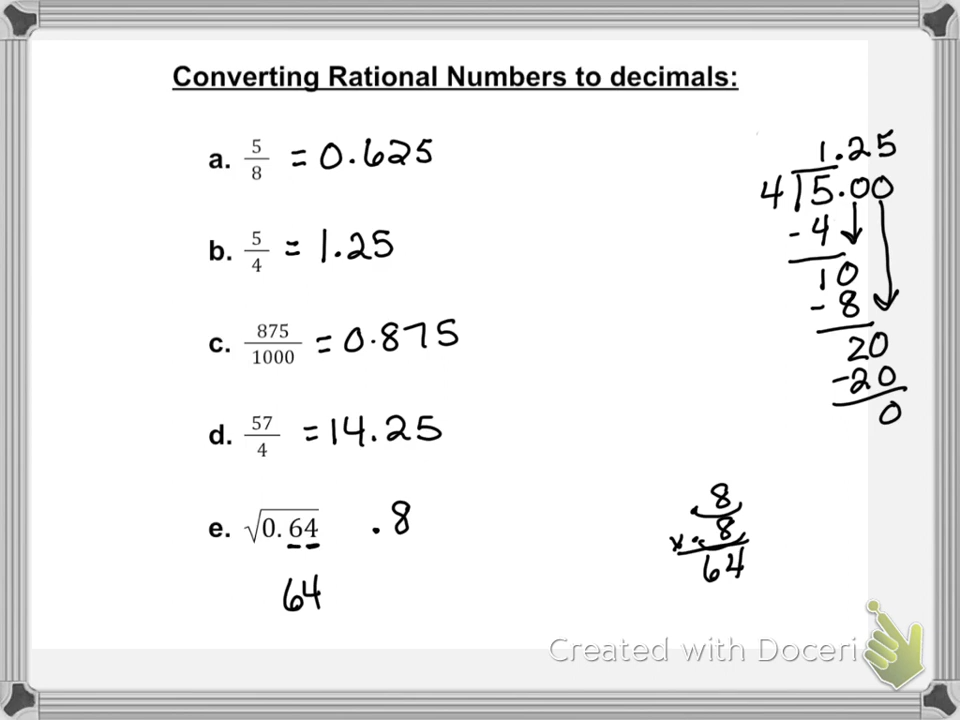 Converting Rational Numbers to decimals:
a. 5/8 = 0.625
b. 5/4 = 1.25
c. 875/1000 = 0.875
d. 57/4 = 14.25
e. √0.64 .8
64
1.25
4 5.00
- 4
10
- 8
20
- 20
0
.8
x .8
64
Created with Doceri